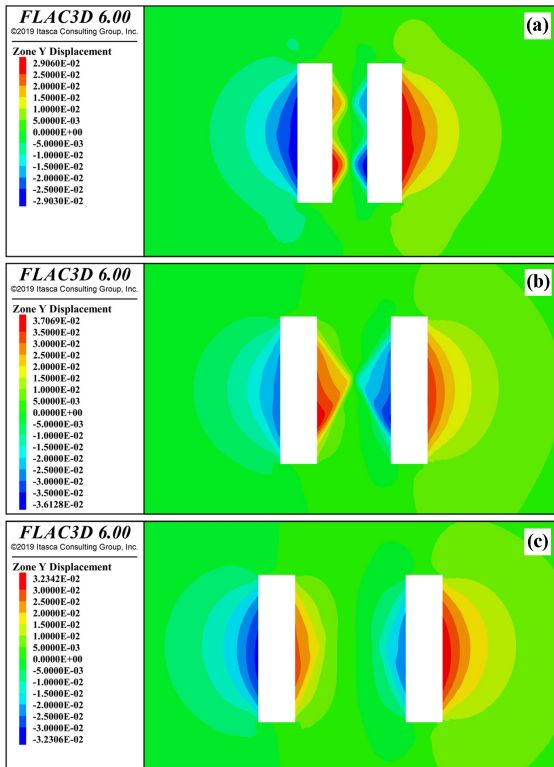 FLAC3D 6.00
©2019 Itasca Consulting Group, Inc.
Zone Y Displacement
2.9060E-02
2.5000E-02
2.0000E-02
1.5000E-02
1.0000E-02
5.0000E-03
0.0000E+00
-5.0000E-03
-1.0000E-02
-1.5000E-02
-2.0000E-02
-2.5000E-02
-2.9030E-02
(a)
FLAC3D 6.00
©2019 Itasca Consulting Group, Inc.
Zone Y Displacement
3.7069E-02
3.5000E-02
3.0000E-02
2.5000E-02
2.0000E-02
1.5000E-02
1.0000E-02
5.0000E-03
0.0000E+00
-5.0000E-03
-1.0000E-02
-1.5000E-02
-2.0000E-02
-2.5000E-02
-3.0000E-02
-3.5000E-02
-3.6128E-02
(b)
FLAC3D 6.00
©2019 Itasca Consulting Group, Inc.
Zone Y Displacement
3.2342E-02
3.0000E-02
2.5000E-02
2.0000E-02
1.5000E-02
1.0000E-02
5.0000E-03
0.0000E+00
-5.0000E-03
-1.0000E-02
-1.5000E-02
-2.0000E-02
-2.5000E-02
-3.0000E-02
-3.2306E-02
(c)